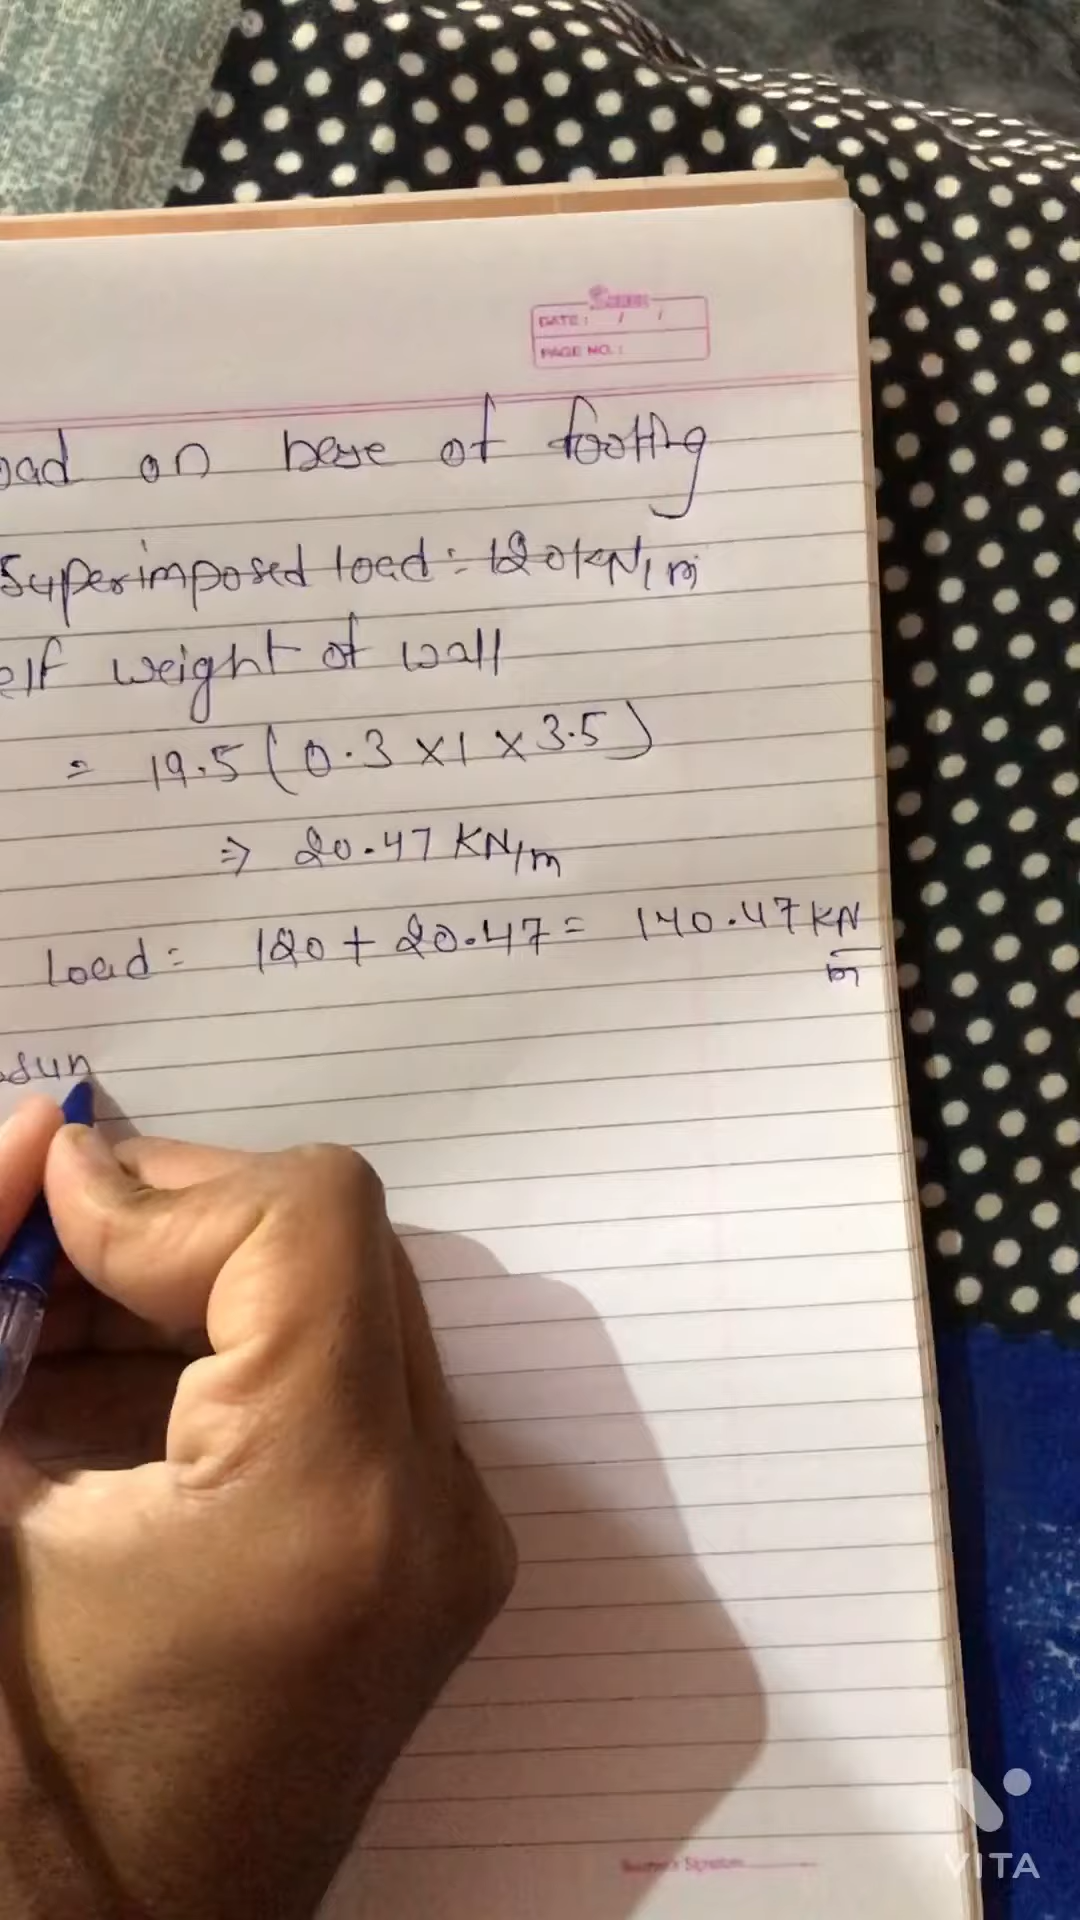 DATE: / /
PAGE NO.:
oad on base of footing
Superimposed load = 120 KN/m
elf weight of wall
= 19.5 (0.3 × 1 × 3.5)
⇒ 20.47 KN/m
load = 120 + 20.47 = 140.47 KN/m
VITA